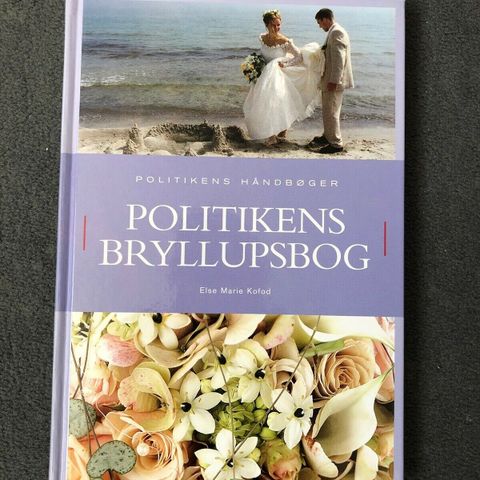 POLITIKENS HÅNDBØGER
POLITIKENS
BRYLLUPSBOG
Else Marie Kofod